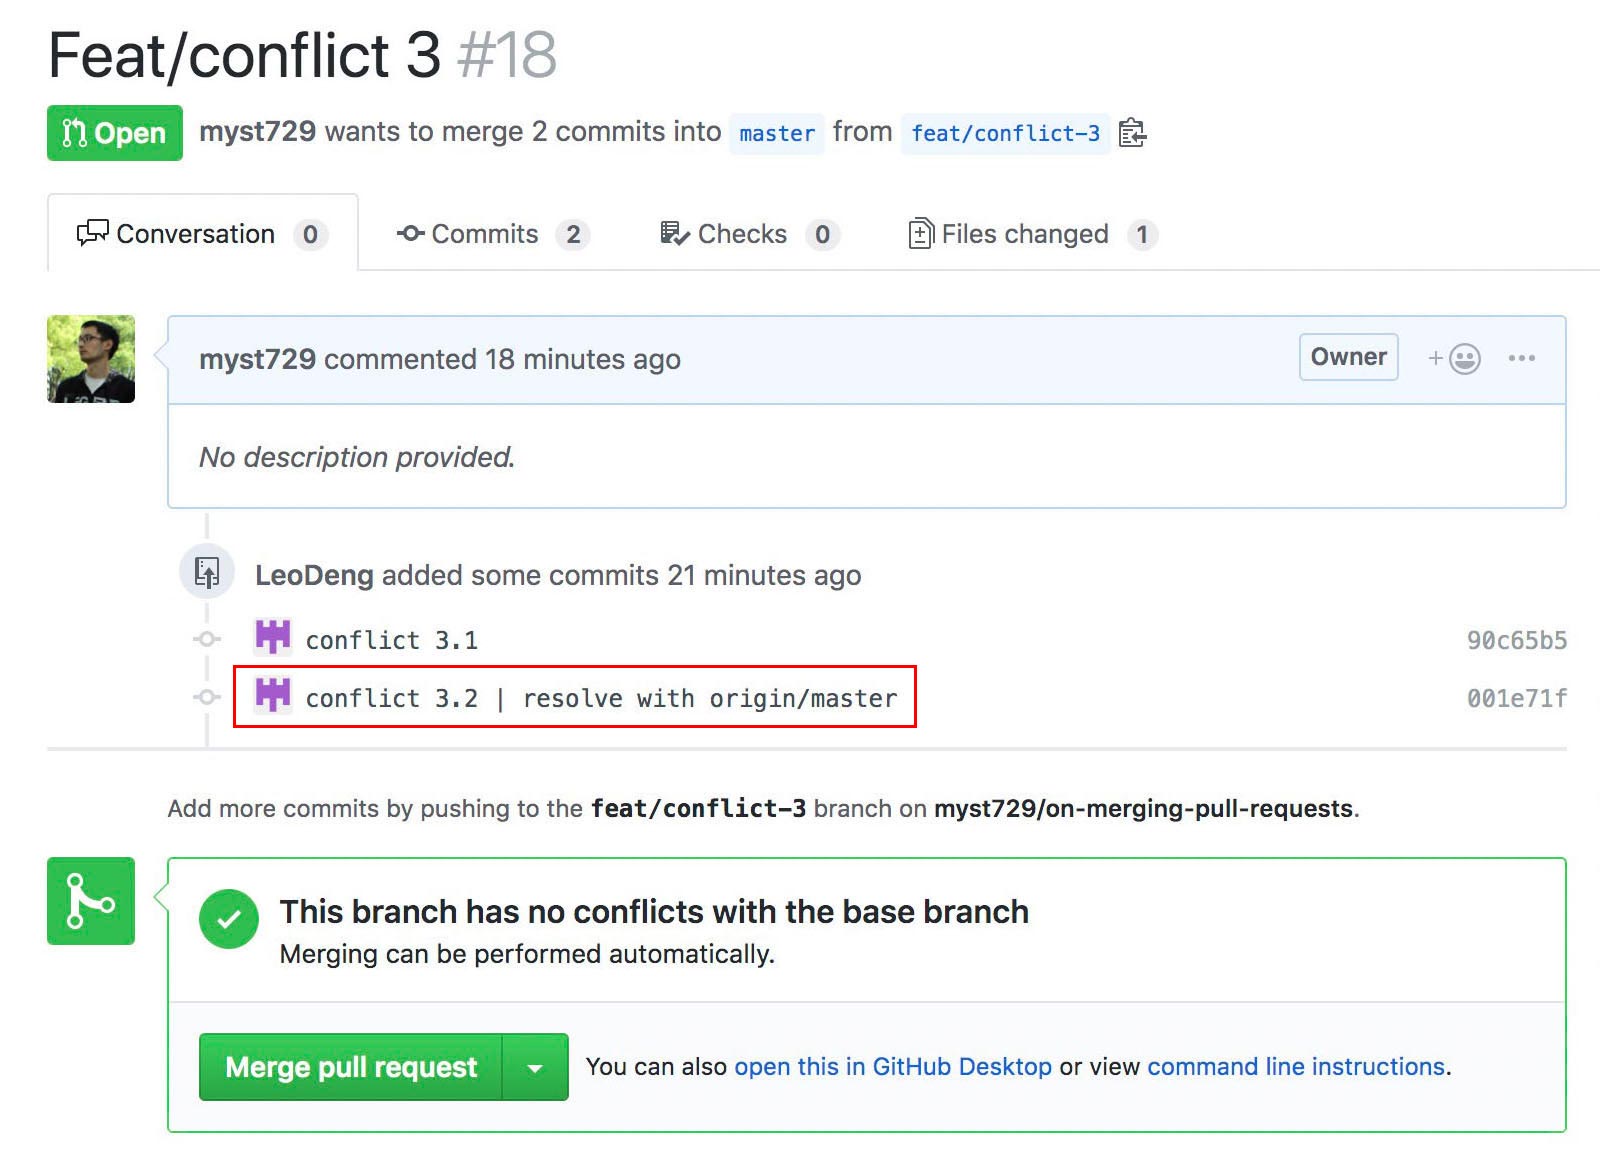 Feat/conflict 3 #18
Open myst729 wants to merge 2 commits into master from feat/conflict-3
Conversation 0 Commits 2 Checks 0 Files changed 1
myst729 commented 18 minutes ago Owner
No description provided.
LeoDeng added some commits 21 minutes ago
conflict 3.1 90c65b5
conflict 3.2 | resolve with origin/master 001e71f
Add more commits by pushing to the feat/conflict-3 branch on myst729/on-merging-pull-requests.
This branch has no conflicts with the base branch
Merging can be performed automatically.
Merge pull request You can also open this in GitHub Desktop or view command line instructions.